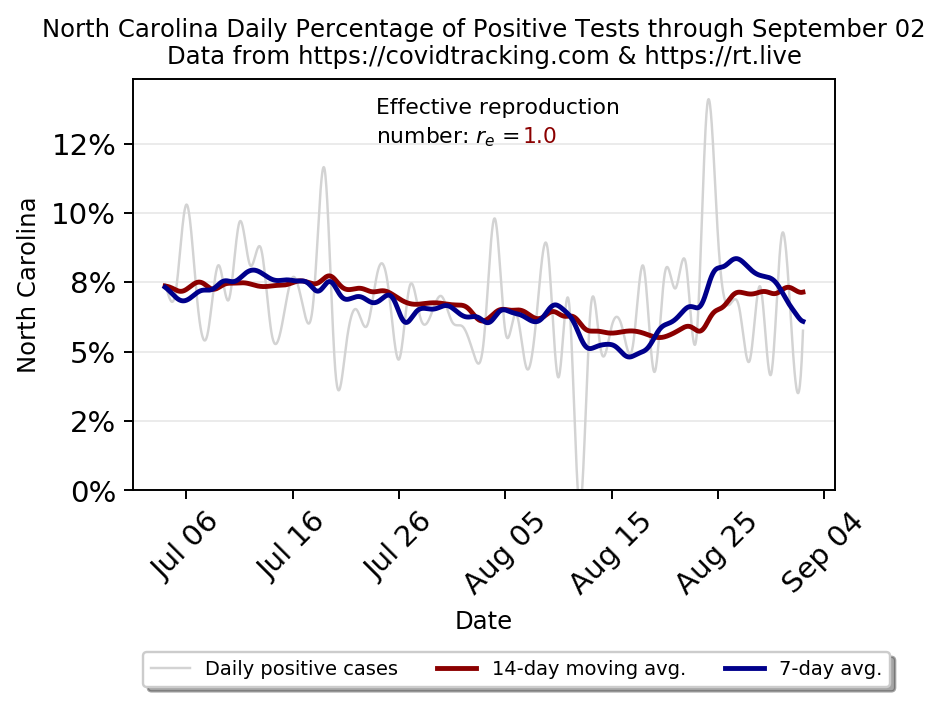 North Carolina Daily Percentage of Positive Tests through September 02
Data from https://covidtracking.com & https://rt.live
Effective reproduction
number: rₑ =1.0
North Carolina
12%
10%
8%
5%
2%
0%
Jul 06
Jul 16
Jul 26
Aug 05
Aug 15
Aug 25
Sep 04
Date
Daily positive cases
14-day moving avg.
7-day avg.